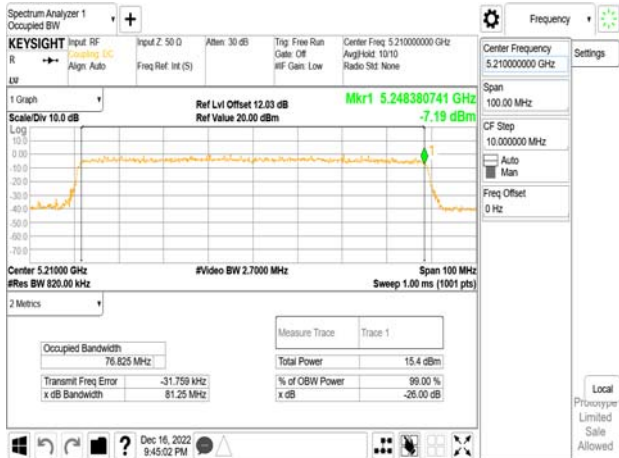 Spectrum Analyzer 1
Occupied BW
+
Frequency
KEYSIGHT
R
LXI
Input: RF
Coupling: DC
Align: Auto
Input Z: 50 Ω
Freq Ref: Int (S)
Atten: 30 dB
Trig: Free Run
Gate: Off
#IF Gain: Low
Center Freq: 5.210000000 GHz
Avg|Hold: 10/10
Radio Std: None
1 Graph
Scale/Div 10.0 dB
Ref Lvl Offset 12.03 dB
Ref Value 20.00 dBm
Mkr1 5.248380741 GHz
-7.19 dBm
Log
10.0
0.00
-10.0
-20.0
-30.0
-40.0
-50.0
-60.0
-70.0
1
Center 5.21000 GHz
#Res BW 820.00 kHz
#Video BW 2.7000 MHz
Span 100 MHz
Sweep 1.00 ms (1001 pts)
2 Metrics
Measure Trace Trace 1
Occupied Bandwidth
76.825 MHz
Total Power 15.4 dBm
Transmit Freq Error -31.759 kHz
% of OBW Power 99.00 %
x dB Bandwidth 81.25 MHz
x dB -26.00 dB
Dec 16, 2022
9:45:02 PM
?
Center Frequency
5.210000000 GHz
Settings
Span
100.00 MHz
CF Step
10.000000 MHz
Auto
Man
Freq Offset
0 Hz
Local
Prototype
Limited
Sale
Allowed